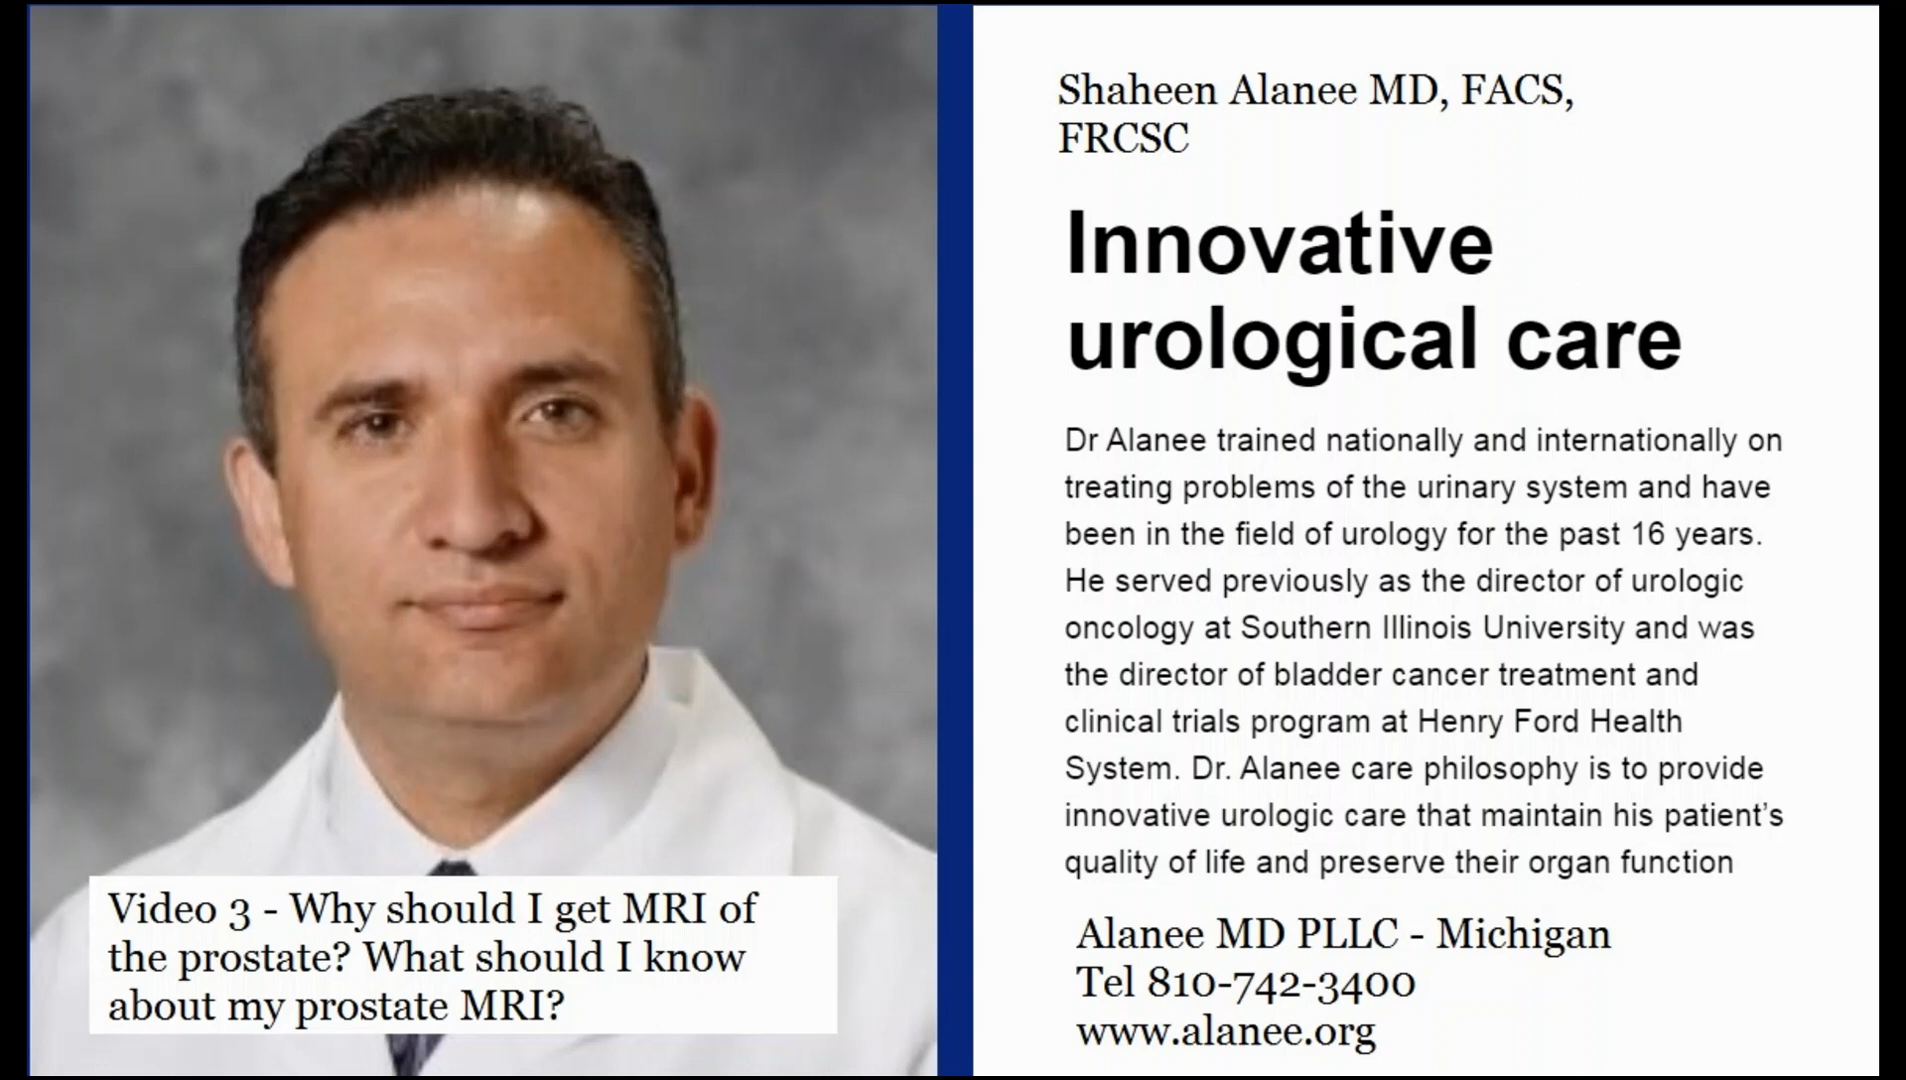 Shaheen Alanee MD, FACS,
FRCSC
Innovative
urological care
Dr Alanee trained nationally and internationally on
treating problems of the urinary system and have
been in the field of urology for the past 16 years.
He served previously as the director of urologic
oncology at Southern Illinois University and was
the director of bladder cancer treatment and
clinical trials program at Henry Ford Health
System. Dr. Alanee care philosophy is to provide
innovative urologic care that maintain his patient’s
quality of life and preserve their organ function
Alanee MD PLLC - Michigan
Tel 810-742-3400
www.alanee.org
Video 3 - Why should I get MRI of
the prostate? What should I know
about my prostate MRI?